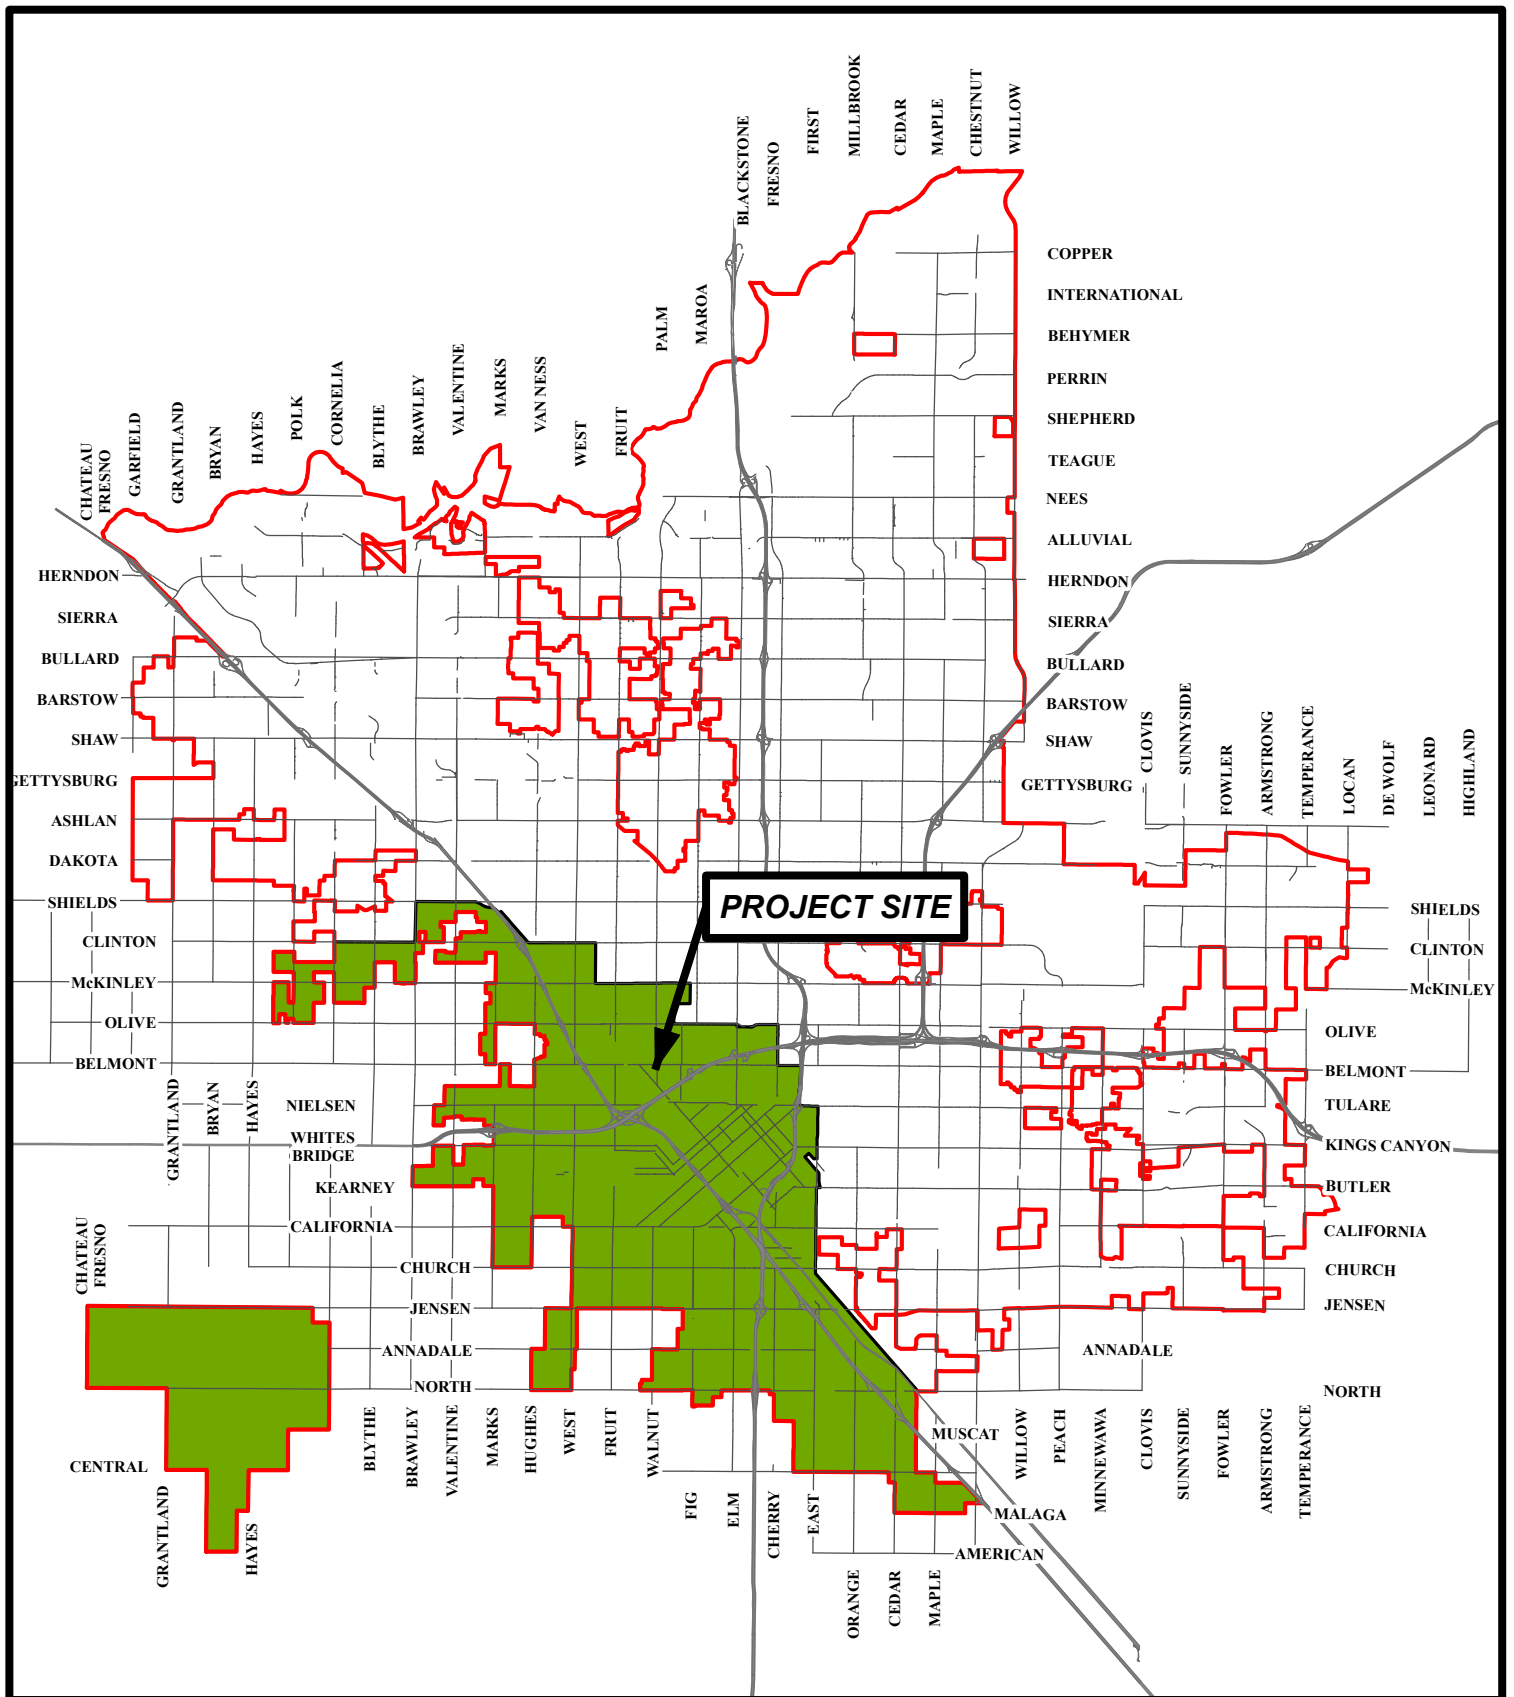 MILLBROOK
CHESTNUT
WILLOW
CEDAR
MAPLE
FIRST
BLACKSTONE
FRESNO
COPPER
INTERNATIONAL
BEHYMER
PERRIN
SHEPHERD
TEAGUE
NEES
ALLUVIAL
HERNDON
SIERRA
BULLARD
BARSTOW
SHAW
GETTYSBURG
PALM
MAROA
CHATEAU
FRESNO
GARFIELD
GRANTLAND
BRYAN
HAYES
POLK
CORNELIA
BLYTHE
BRAWLEY
VALENTINE
MARKS
VAN NESS
WEST
FRUIT
HERNDON
SIERRA
BULLARD
BARSTOW
SHAW
GETTYSBURG
ASHLAN
DAKOTA
SHIELDS
CLINTON
McKINLEY
OLIVE
BELMONT
CLOVIS
SUNNYSIDE
FOWLER
ARMSTRONG
TEMPERANCE
LOCAN
DE WOLF
LEONARD
HIGHLAND
PROJECT SITE
SHIELDS
CLINTON
McKINLEY
OLIVE
BELMONT
TULARE
KINGS CANYON
BUTLER
CALIFORNIA
CHURCH
JENSEN
ANNADALE
NORTH
GRANTLAND
BRYAN
HAYES
NIELSEN
WHITES
BRIDGE
KEARNEY
CALIFORNIA
CHURCH
JENSEN
ANNADALE
NORTH
CHATEAU
FRESNO
CENTRAL
GRANTLAND
HAYES
BLYTHE
BRAWLEY
VALENTINE
MARKS
HUGHES
WEST
FRUIT
WALNUT
FIG
ELM
CHERRY
EAST
ORANGE
CEDAR
MAPLE
MUSCAT
MALAGA
AMERICAN
WILLOW
PEACH
MINNEWAWA
CLOVIS
SUNNYSIDE
FOWLER
ARMSTRONG
TEMPERANCE